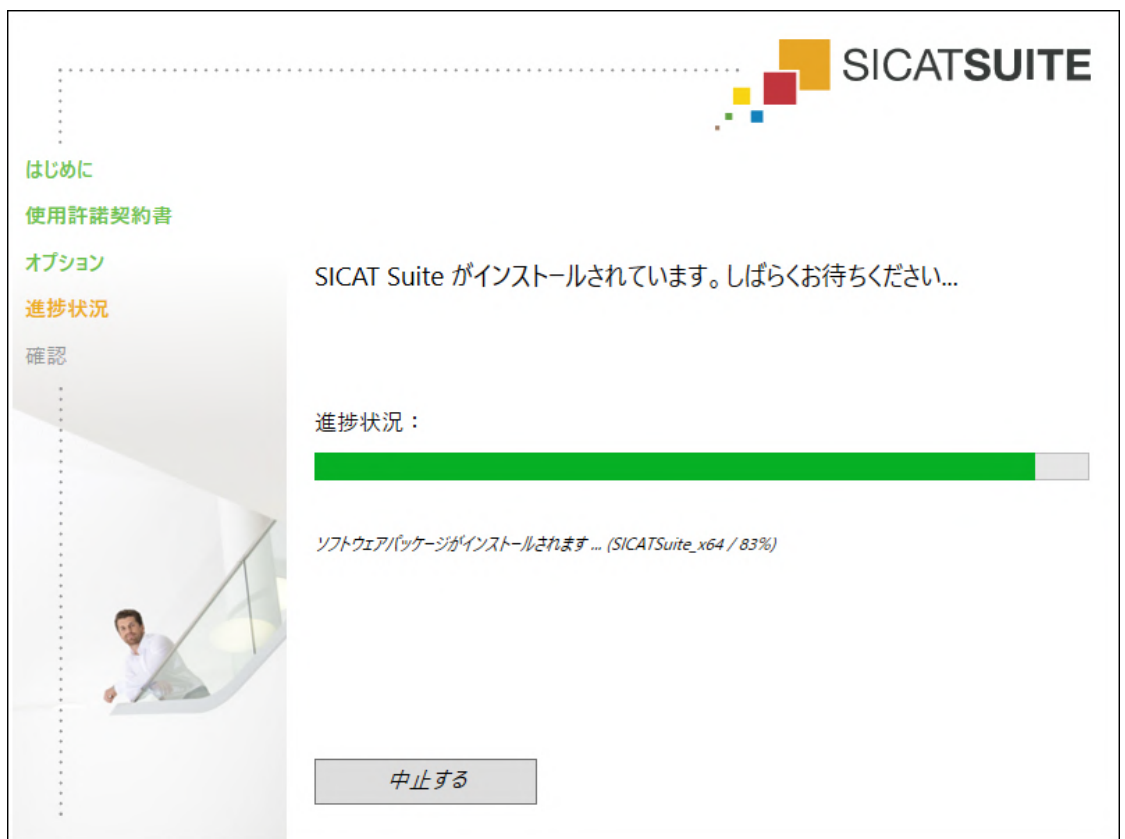 SICATSUITE
はじめに
使用許諾契約書
オプション
進捗状況
確認
SICAT Suite がインストールされています。しばらくお待ちください...
進捗状況：
ソフトウェアパッケージがインストールされます ... (SICATSuite_x64 / 83%)
中止する